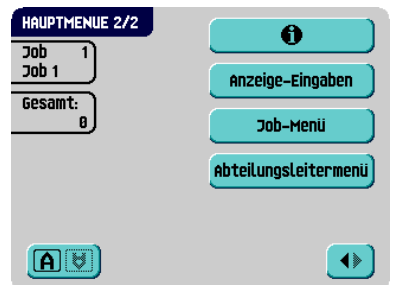 HAUPTMENUE 2/2
Job 1
Job 1
Gesamt:
0
i
Anzeige-Eingaben
Job-Menü
Abteilungsleitermenü
A